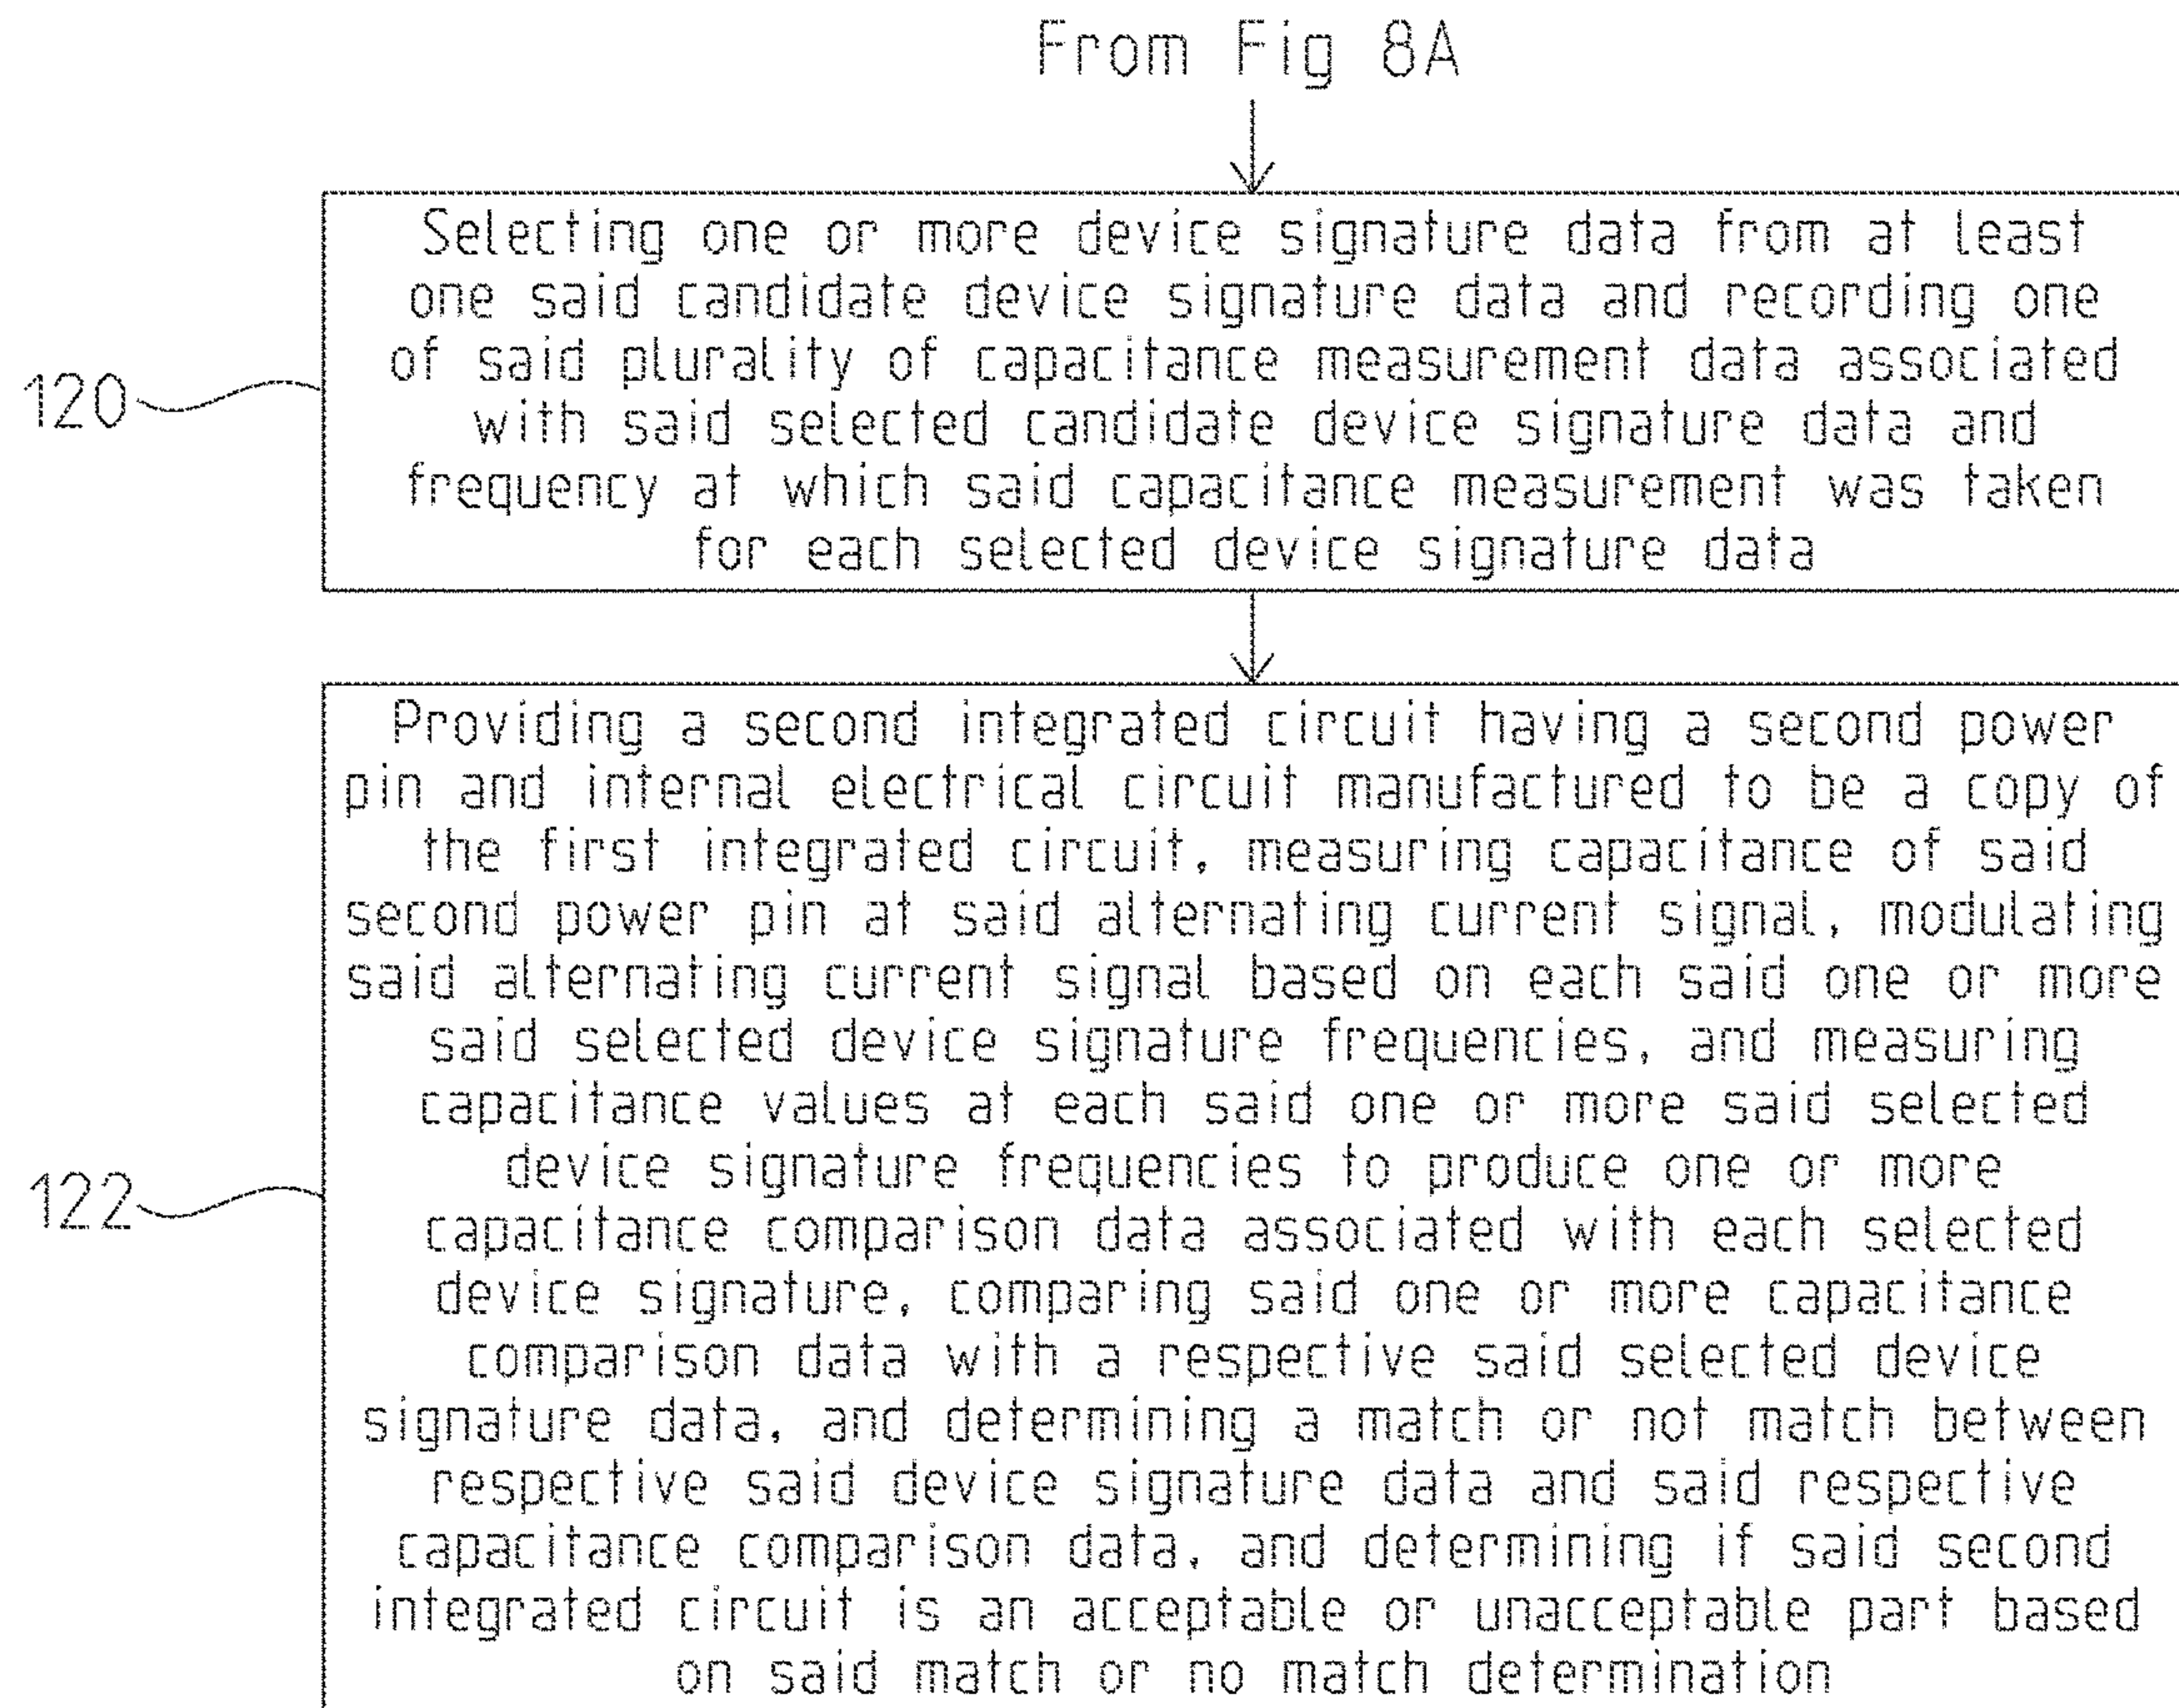 From Fig 8A
Selecting one or more device signature data from at least
one said candidate device signature data and recording one
of said plurality of capacitance measurement data associated
with said selected candidate device signature data and
frequency at which said capacitance measurement was taken
for each selected device signature data
120
Providing a second integrated circuit having a second power
pin and internal electrical circuit manufactured to be a copy of
the first integrated circuit, measuring capacitance of said
second power pin at said alternating current signal, modulating
said alternating current signal based on each said one or more
said selected device signature frequencies, and measuring
capacitance values at each said one or more said selected
device signature frequencies to produce one or more
capacitance comparison data associated with each selected
device signature, comparing said one or more capacitance
comparison data with a respective said selected device
signature data, and determining a match or not match between
respective said device signature data and said respective
capacitance comparison data, and determining if said second
integrated circuit is an acceptable or unacceptable part based
on said match or no match determination
122